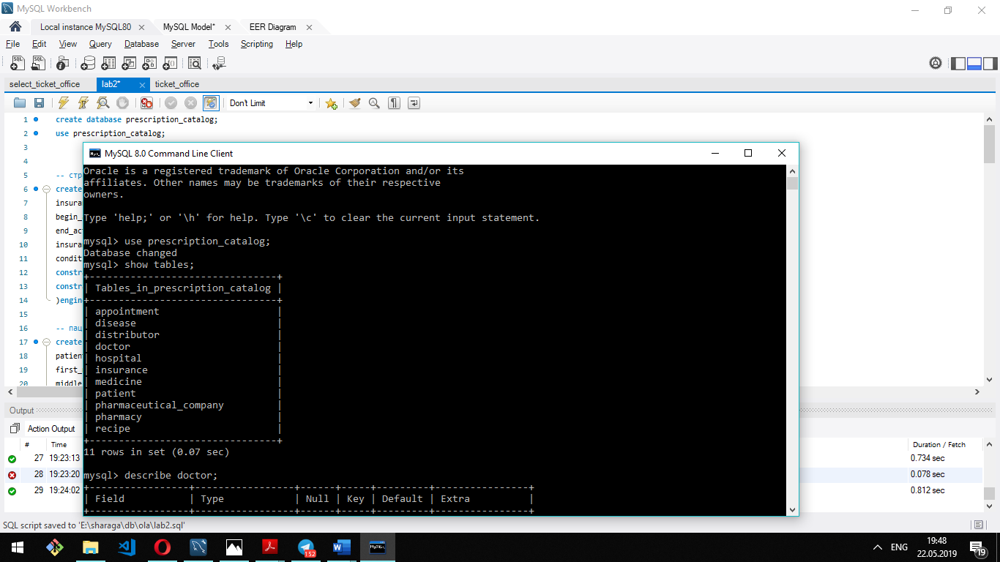 MySQL Workbench
Local instance MySQL80 MySQL Model* EER Diagram
File Edit View Query Database Server Tools Scripting Help
select_ticket_office lab2* ticket_office
Don't Limit
1 create database prescription_catalog;
2 use prescription_catalog;
3
4
5 -- стр
6 create
7 insura
8 begin_
9 end_ac
10 insura
11 condit
12 constr
13 constr
14 )engin
15
16 -- пац
17 create
18 patien
19 first_
20 middle
MySQL 8.0 Command Line Client
Oracle is a registered trademark of Oracle Corporation and/or its
affiliates. Other names may be trademarks of their respective
owners.
Type 'help;' or '\h' for help. Type '\c' to clear the current input statement.
mysql> use prescription_catalog;
Database changed
mysql> show tables;
+--------------------------------+
| Tables_in_prescription_catalog |
+--------------------------------+
| appointment |
| disease |
| distributor |
| doctor |
| hospital |
| insurance |
| medicine |
| patient |
| pharmaceutical_company |
| pharmacy |
| recipe |
+--------------------------------+
11 rows in set (0.07 sec)
mysql> describe doctor;
+-----------------+-----------------+------+-----+---------+----------------+
| Field | Type | Null | Key | Default | Extra |
+-----------------+-----------------+------+-----+---------+----------------+
Output
Action Output
# Time Duration / Fetch
27 19:23:13 0.734 sec
28 19:23:20 0.078 sec
29 19:24:02 0.812 sec
SQL script saved to 'E:\sharaga\db\ola\lab2.sql'
152
ENG
19:48
22.05.2019
19